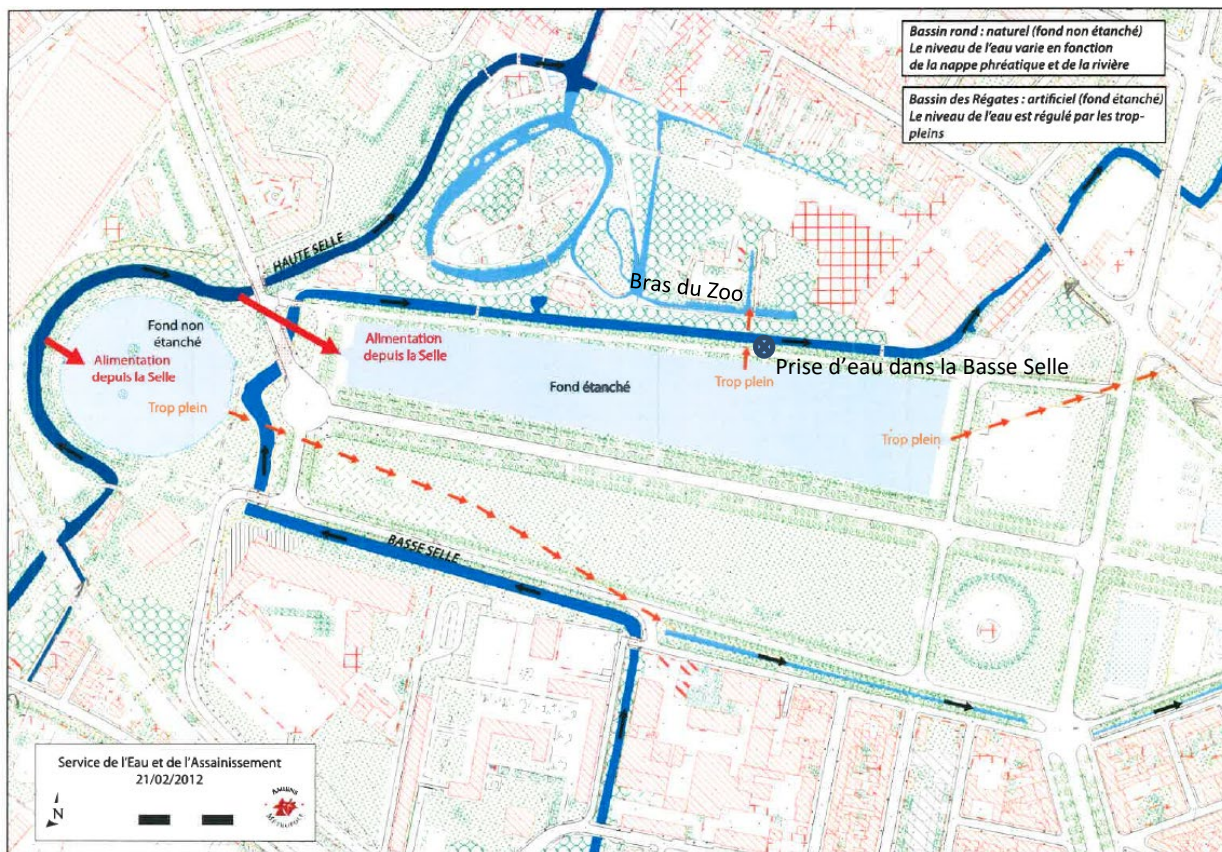 Bassin rond : naturel (fond non étanché)
Le niveau de l'eau varie en fonction
de la nappe phréatique et de la rivière
Bassin des Régates : artificiel (fond étanché)
Le niveau de l'eau est régulé par les trop-
pleins
HAUTE SELLE
Bras du Zoo
Fond non
étanché
Alimentation
depuis la Selle
Alimentation
depuis la Selle
Fond étanché
Trop plein
Prise d'eau dans la Basse Selle
Trop plein
Trop plein
BASSE SELLE
Service de l'Eau et de l'Assainissement
21/02/2012
N
AMIENS
MÉTROPOLE